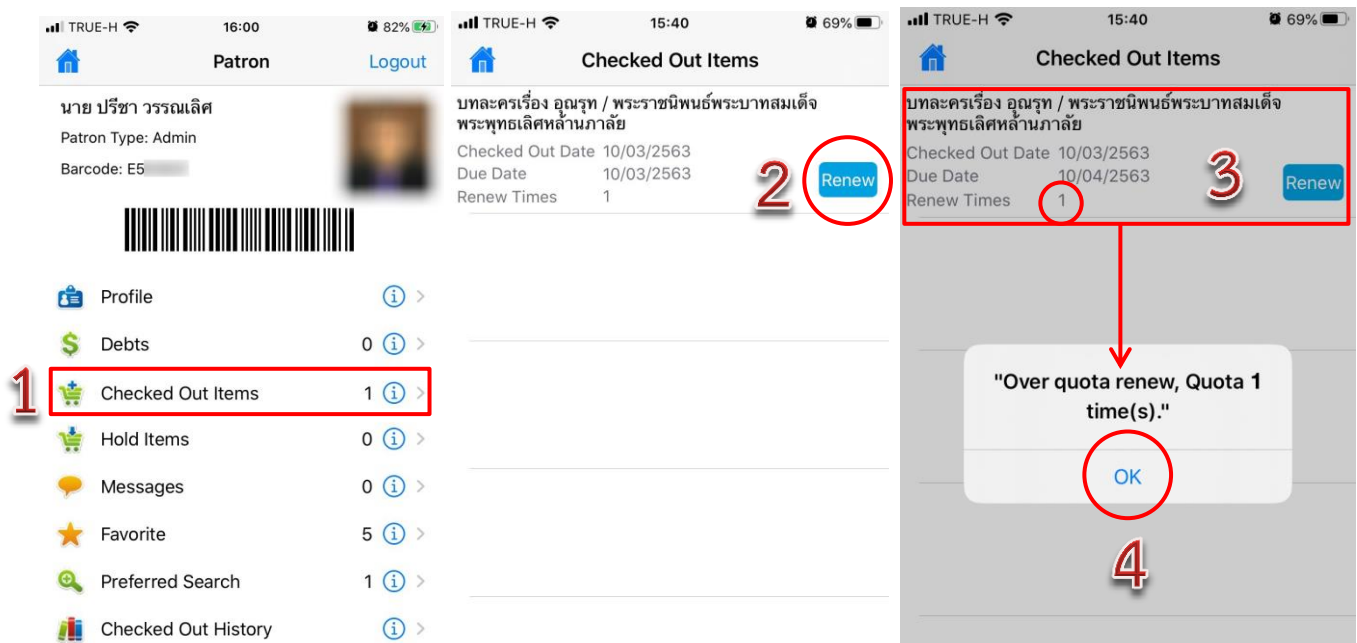 TRUE-H 16:00 82%
Patron Logout
นาย ปรีชา วรรณเลิศ
Patron Type: Admin
Barcode: E5
Profile
Debts 0
1
Checked Out Items 1
Hold Items 0
Messages 0
Favorite 5
Preferred Search 1
Checked Out History
TRUE-H 15:40 69%
Checked Out Items
บทละครเรื่อง อุณรุท / พระราชนิพนธ์พระบาทสมเด็จ
พระพุทธเลิศหล้านภาลัย
Checked Out Date 10/03/2563
Due Date 10/03/2563
Renew Times 1
2
Renew
TRUE-H 15:40 69%
Checked Out Items
บทละครเรื่อง อุณรุท / พระราชนิพนธ์พระบาทสมเด็จ
พระพุทธเลิศหล้านภาลัย
Checked Out Date 10/03/2563
Due Date 10/04/2563
Renew Times 1
3
Renew
"Over quota renew, Quota 1
time(s)."
OK
4